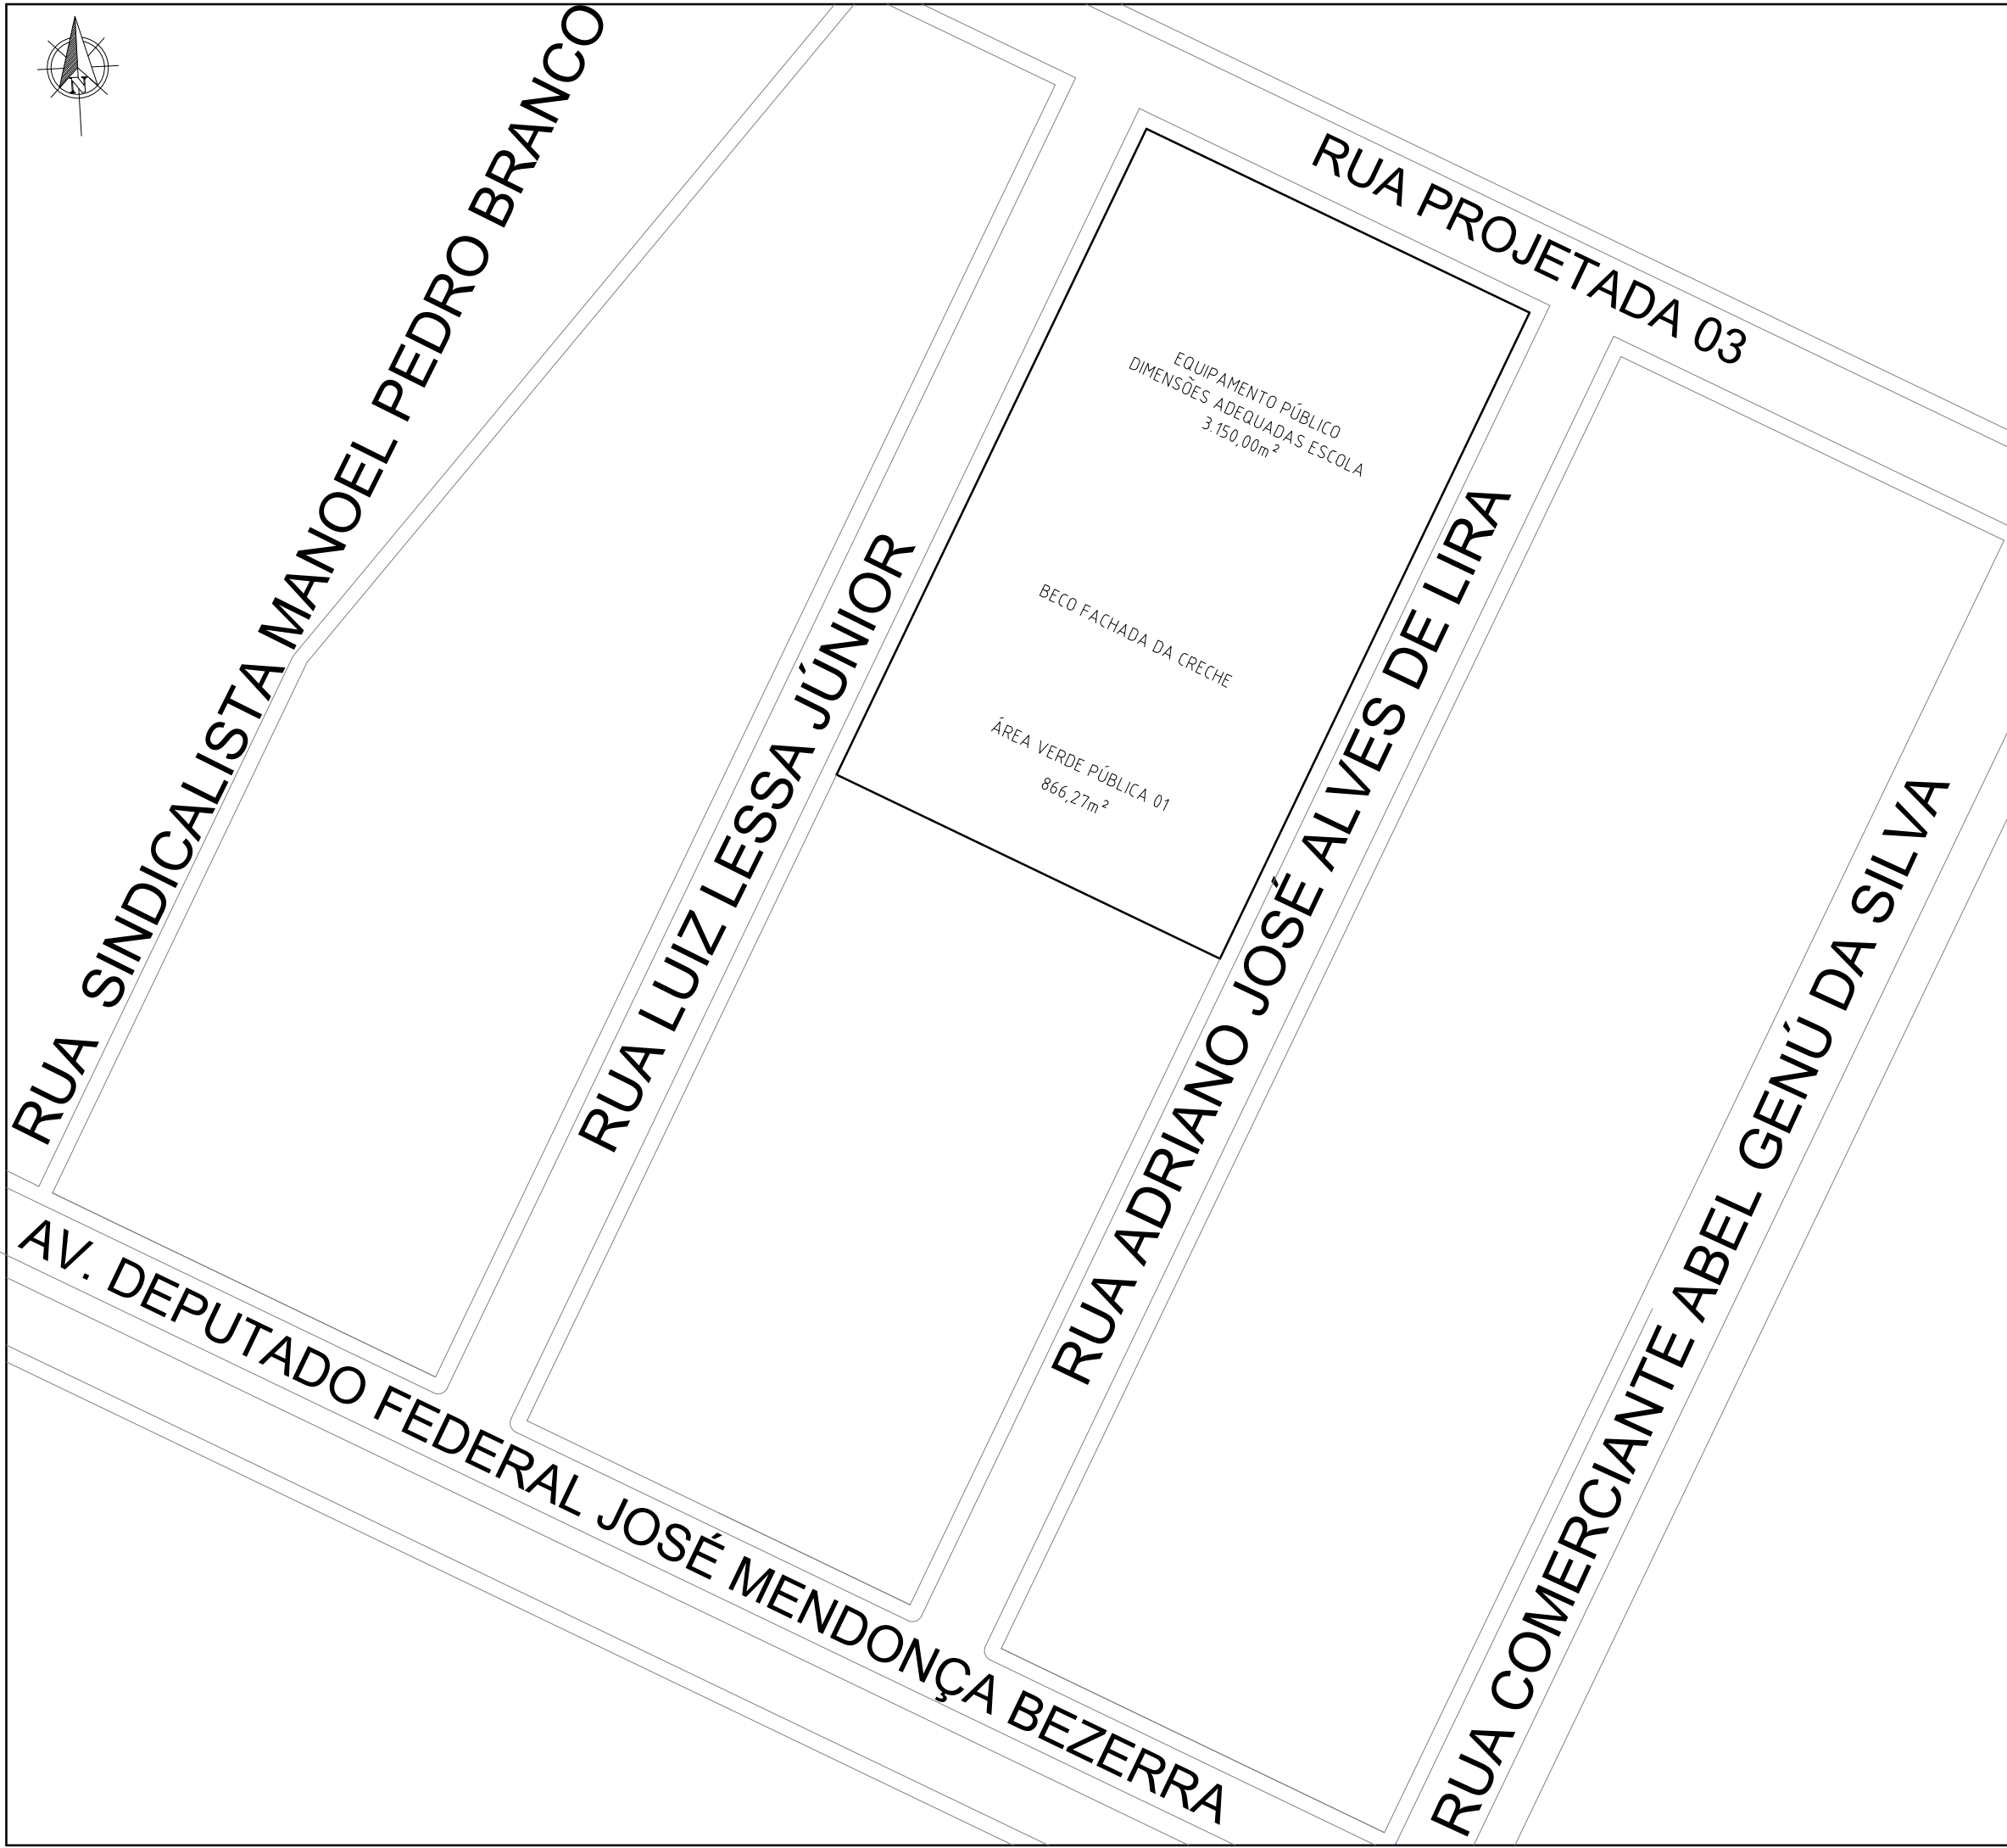 N
RUA SINDICALISTA MANOEL PEDRO BRANCO
RUA PROJETADA 03
EQUIPAMENTO PÚBLICO
DIMENSÕES ADEQUADAS ESCOLA
3.150,00m²
BECO FACHADA DA CRECHE
ÁREA VERDE PÚBLICA 01
866,27m²
RUA LUIZ LESSA JÚNIOR
RUA ADRIANO JOSÉ ALVES DE LIRA
RUA COMERCIANTE ABEL GENÚ DA SILVA
AV. DEPUTADO FEDERAL JOSÉ MENDONÇA BEZERRA